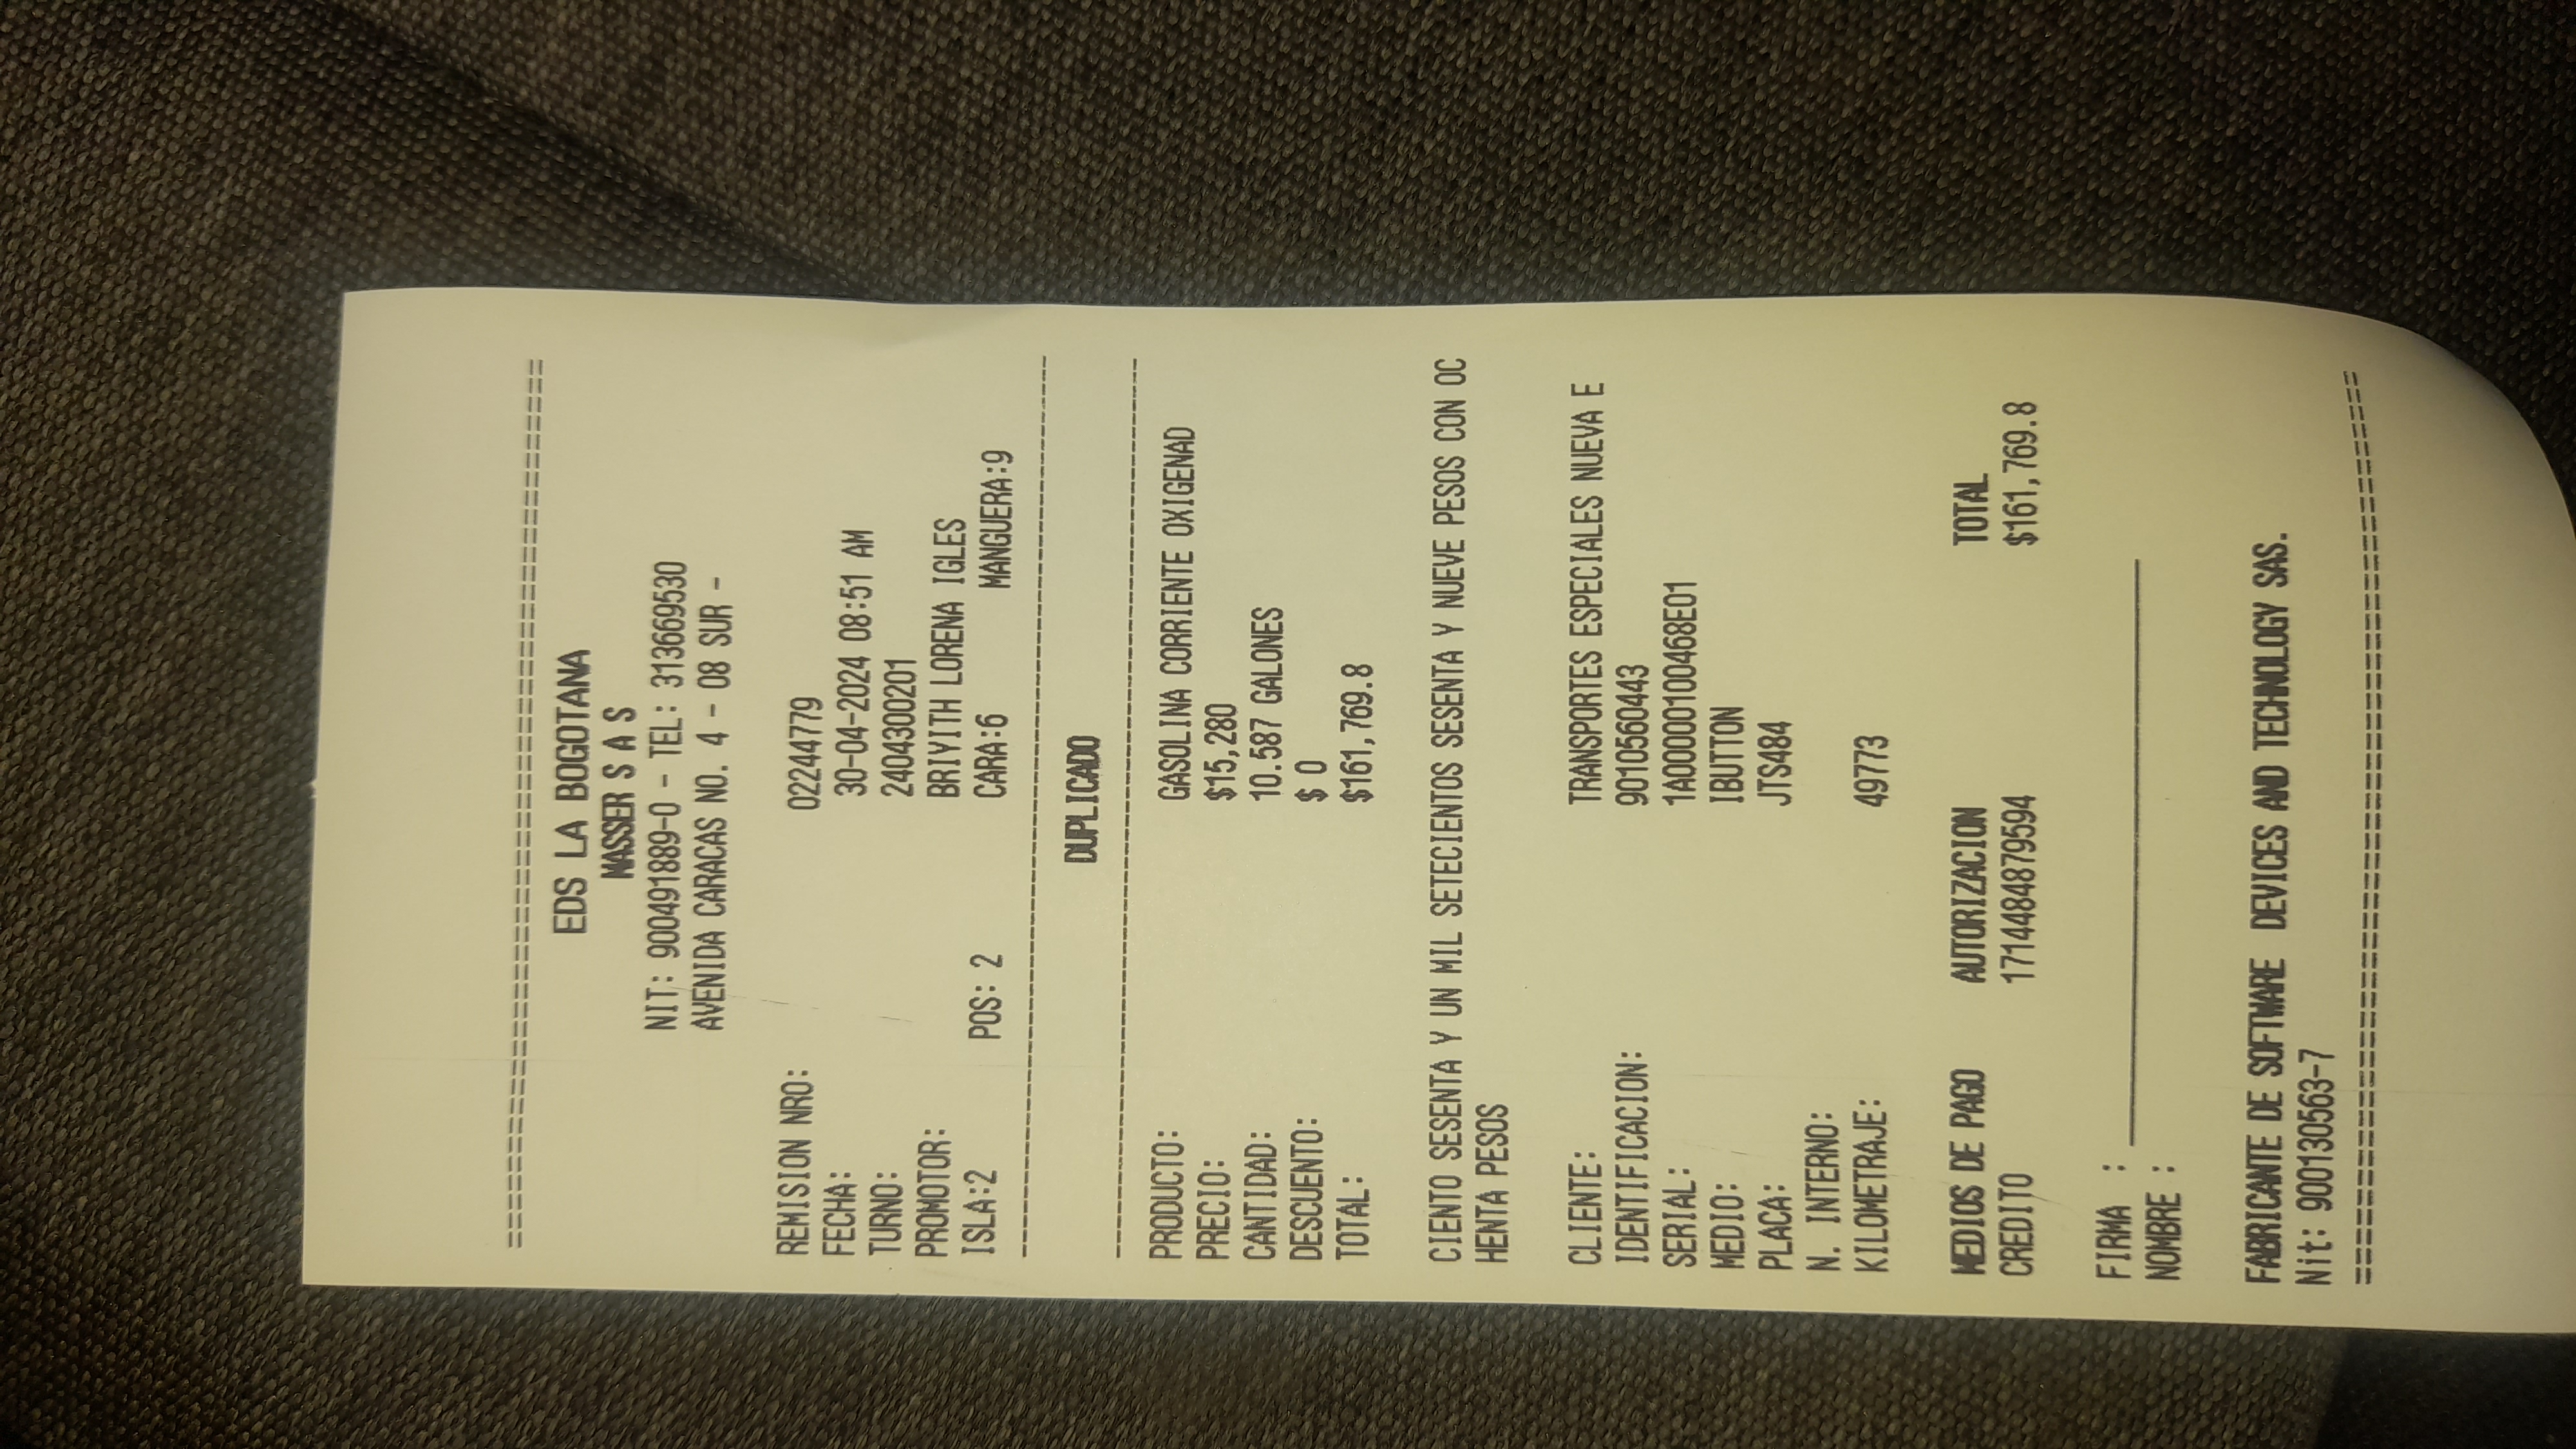 ================================================
EDS LA BOGOTANA
MASSER S A S
NIT: 900491889-0 - TEL: 313669530
AVENIDA CARACAS NO. 4 - 08 SUR -
REMISION NRO: 02244779
FECHA: 30-04-2024 08:51 AM
TURNO: 2404300201
PROMOTOR: BRIYITH LORENA IGLES
ISLA:2 POS: 2 CARA:6 MANGUERA:9
------------------------------------------------
DUPLICADO
------------------------------------------------
PRODUCTO: GASOLINA CORRIENTE OXIGENAD
PRECIO: $15,280
CANTIDAD: 10.587 GALONES
DESCUENTO: $ 0
TOTAL: $161,769.8
CIENTO SESENTA Y UN MIL SETECIENTOS SESENTA Y NUEVE PESOS CON OC
HENTA PESOS
CLIENTE: TRANSPORTES ESPECIALES NUEVA E
IDENTIFICACION: 9010560443
SERIAL: 1A00000100468E01
MEDIO: IBUTTON
PLACA: JTS484
N. INTERNO:
KILOMETRAJE: 49773
MEDIOS DE PAGO AUTORIZACION TOTAL
CREDITO 1714484879594 $161,769.8
FIRMA : ______________________
NOMBRE :
FABRICANTE DE SOFTWARE DEVICES AND TECHNOLOGY SAS.
Nit: 900130563-7
================================================